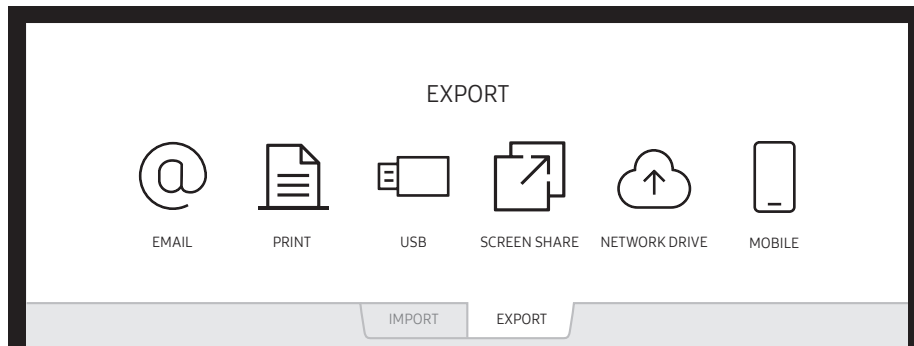 EXPORT
EMAIL PRINT USB SCREEN SHARE NETWORK DRIVE MOBILE
IMPORT EXPORT